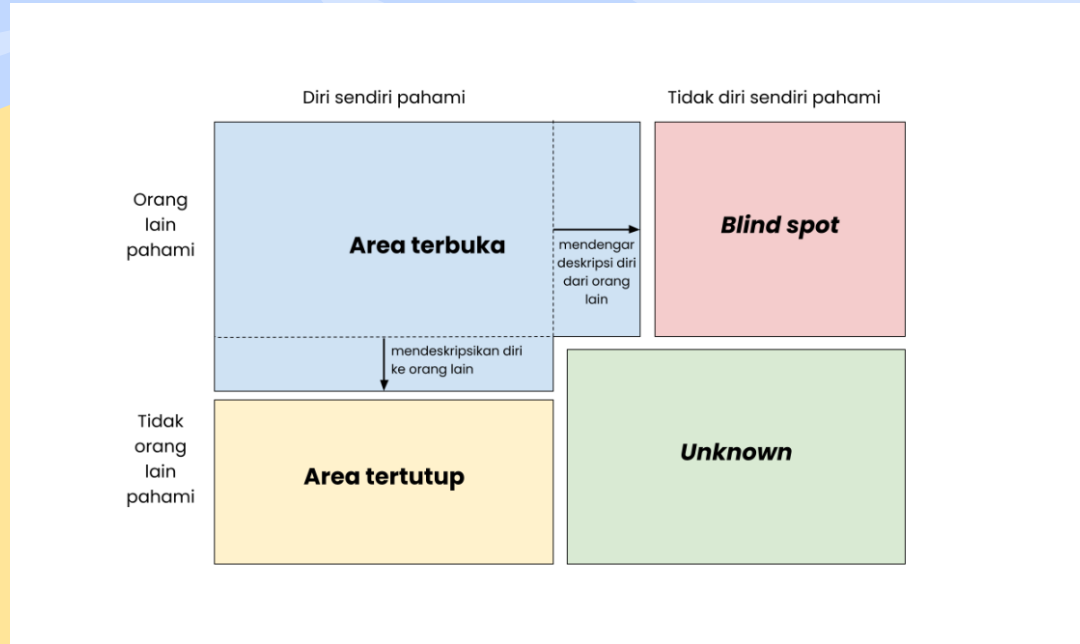 Diri sendiri pahami
Tidak diri sendiri pahami
Orang
lain
pahami
Area terbuka
mendengar
deskripsi diri
dari orang
lain
Blind spot
mendeskripsikan diri
ke orang lain
Tidak
orang
lain
pahami
Area tertutup
Unknown